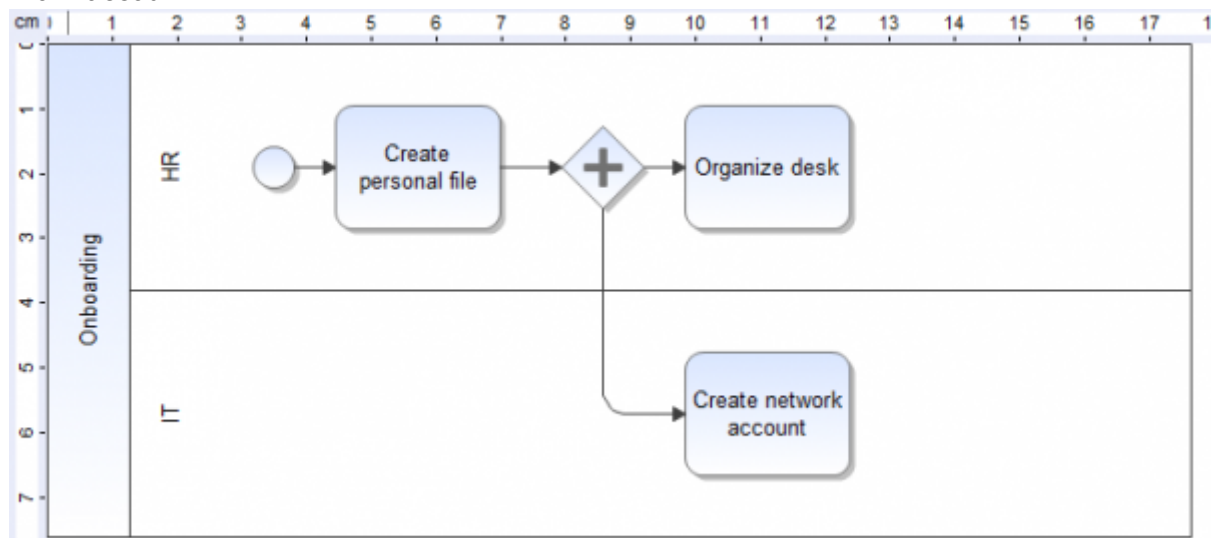 cm 1 2 3 4 5 6 7 8 9 10 11 12 13 14 15 16 17
0
1
2
3
4
5
6
7
Onboarding
HR
Create
personal file
Organize desk
IT
Create network
account